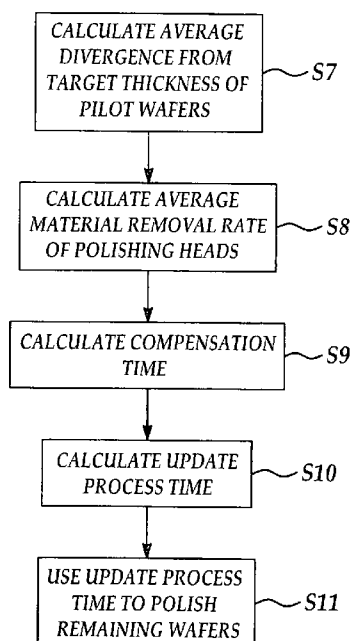 CALCULATE AVERAGE
DIVERGENCE FROM
TARGET THICKNESS OF
PILOT WAFERS
S7
CALCULATE AVERAGE
MATERIAL REMOVAL RATE
OF POLISHING HEADS
S8
CALCULATE COMPENSATION
TIME
S9
CALCULATE UPDATE
PROCESS TIME
S10
USE UPDATE PROCESS
TIME TO POLISH
REMAINING WAFERS
S11